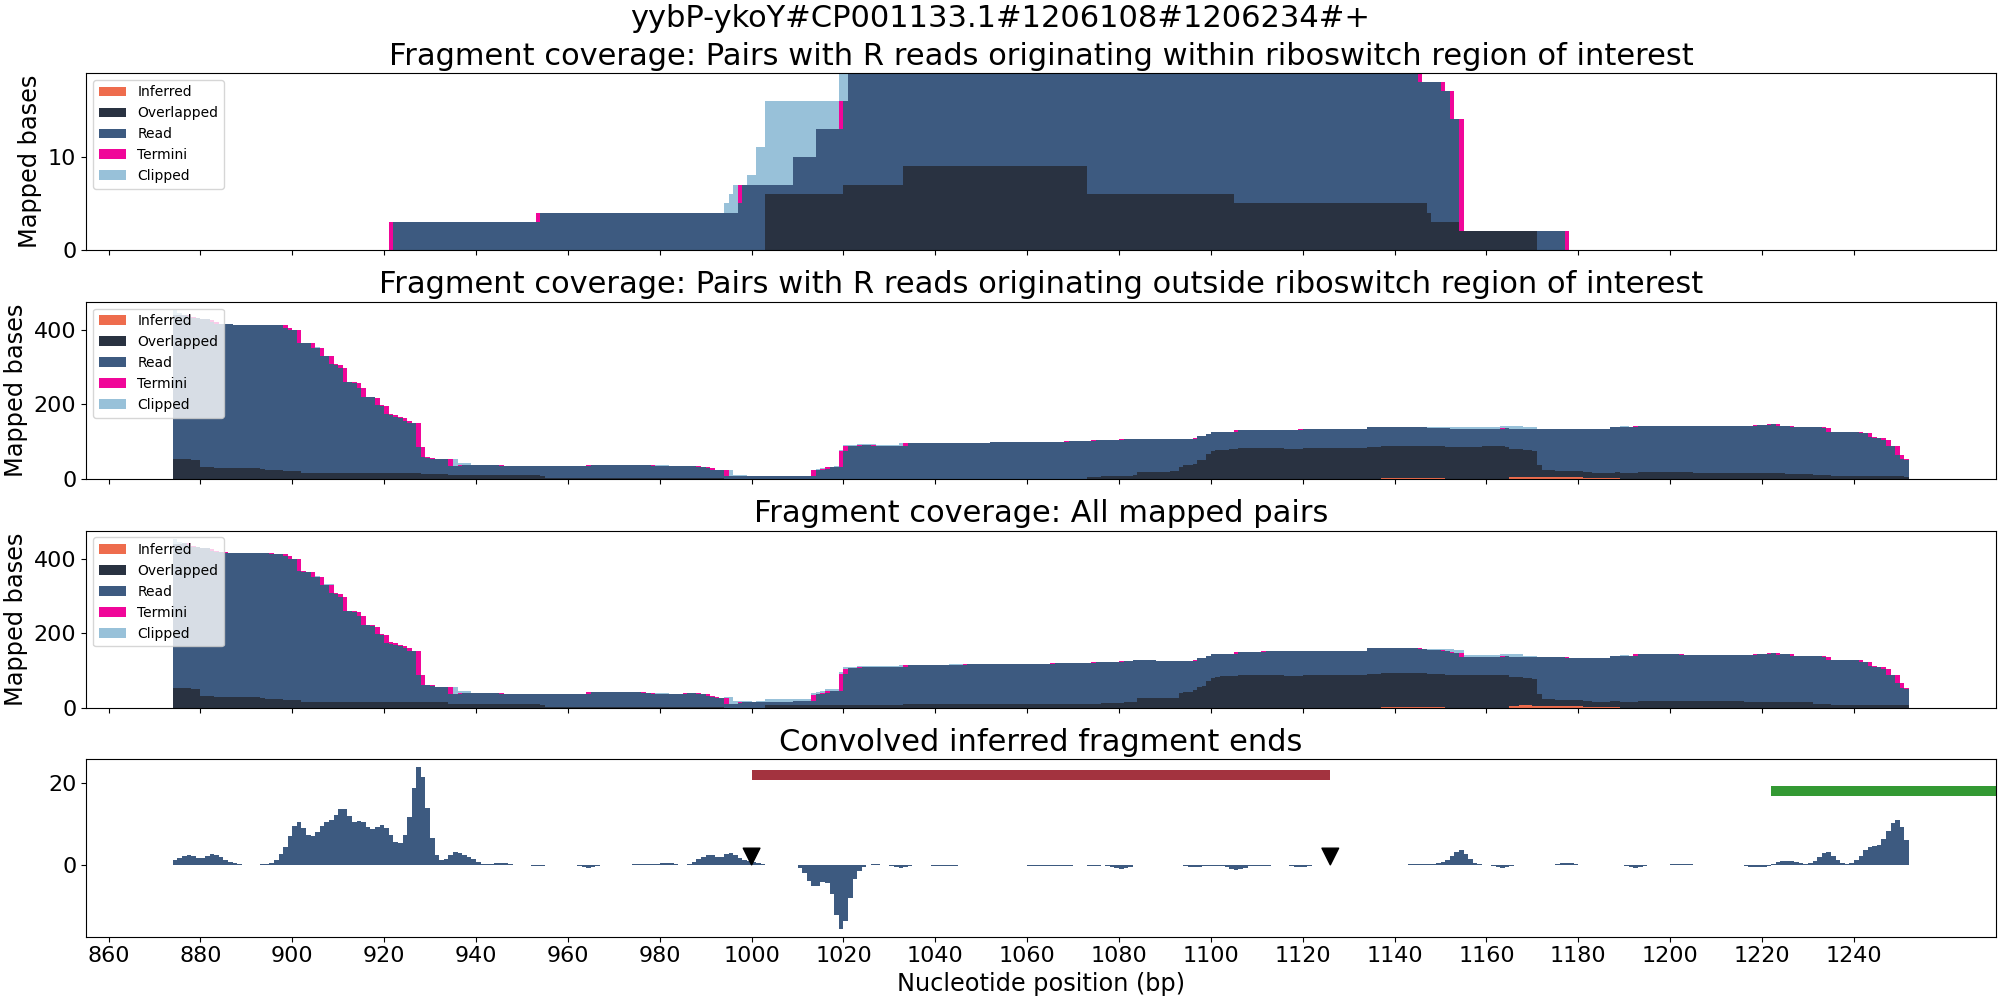 yybP-ykoY#CP001133.1#1206108#1206234#+
Fragment coverage: Pairs with R reads originating within riboswitch region of interest
Mapped bases
10
0
Inferred
Overlapped
Read
Termini
Clipped
Fragment coverage: Pairs with R reads originating outside riboswitch region of interest
Mapped bases
400
200
0
Inferred
Overlapped
Read
Termini
Clipped
Fragment coverage: All mapped pairs
Mapped bases
400
200
0
Inferred
Overlapped
Read
Termini
Clipped
Convolved inferred fragment ends
20
0
860 880 900 920 940 960 980 1000 1020 1040 1060 1080 1100 1120 1140 1160 1180 1200 1220 1240
Nucleotide position (bp)